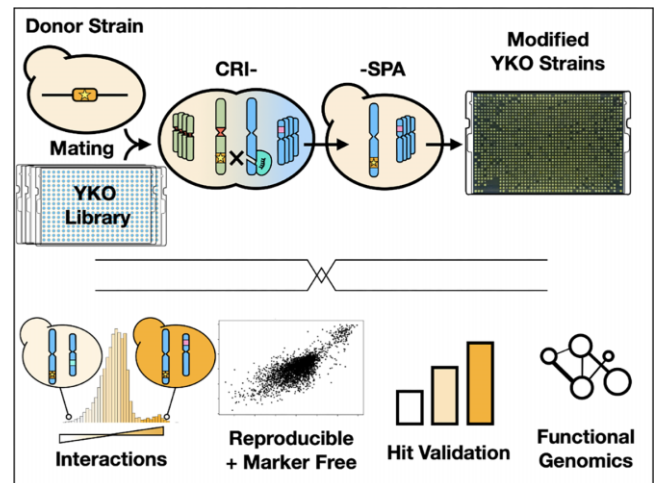 Donor Strain
CRI-
-SPA
Modified
YKO Strains
Mating
YKO
Library
Interactions
Reproducible
+ Marker Free
Hit Validation
Functional
Genomics